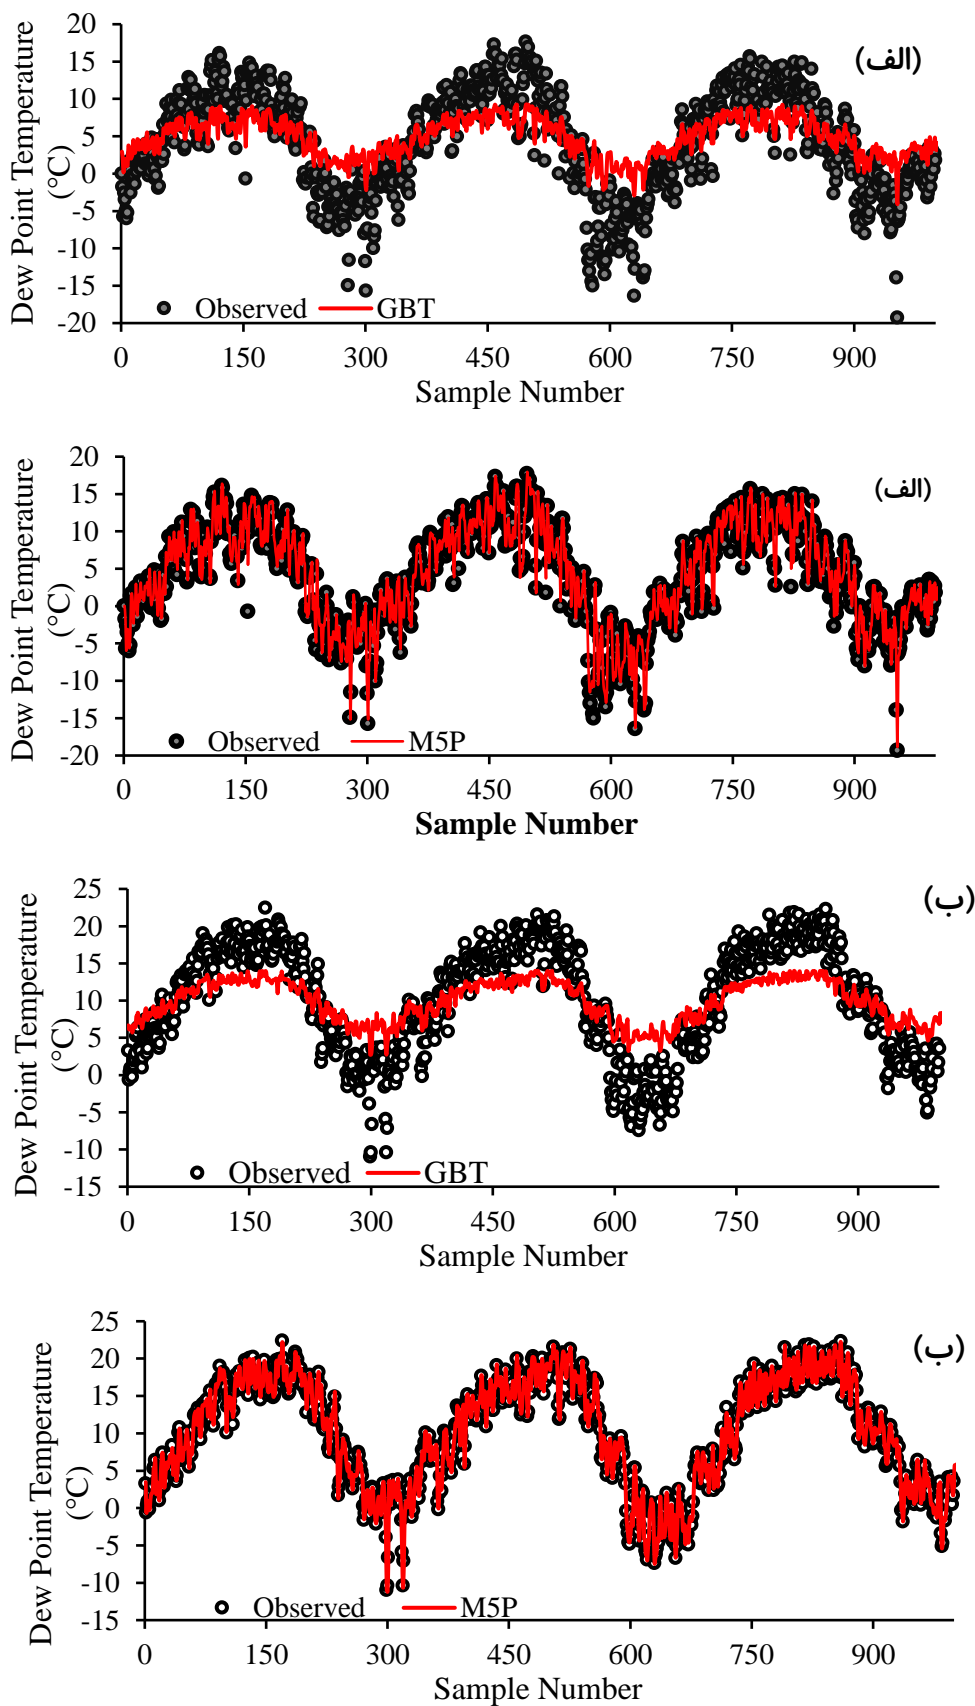 Dew Point Temperature
(°C)
20
15
10
5
0
-5
-10
-15
-20
(الف)
Observed GBT
0 150 300 450 600 750 900
Sample Number
Dew Point Temperature
(°C)
20
15
10
5
0
-5
-10
-15
-20
(الف)
Observed M5P
0 150 300 450 600 750 900
Sample Number
Dew Point Temperature
(°C)
25
20
15
10
5
0
-5
-10
-15
(ب)
Observed GBT
0 150 300 450 600 750 900
Sample Number
Dew Point Temperature
(°C)
25
20
15
10
5
0
-5
-10
-15
(ب)
Observed M5P
0 150 300 450 600 750 900
Sample Number